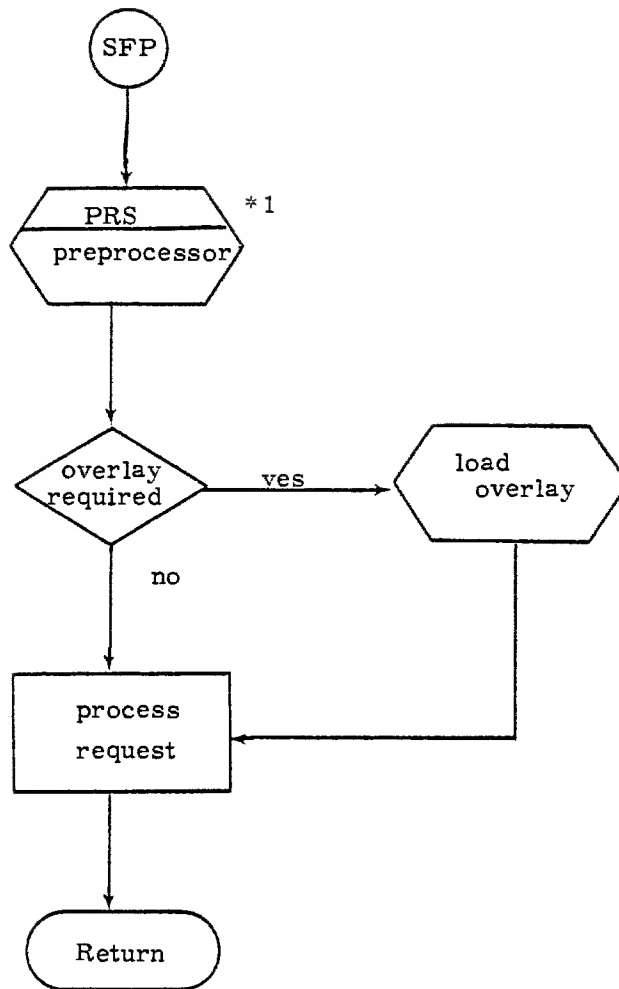 SFP
PRS
*1
preprocessor
overlay
required
yes
load
overlay
no
process
request
Return